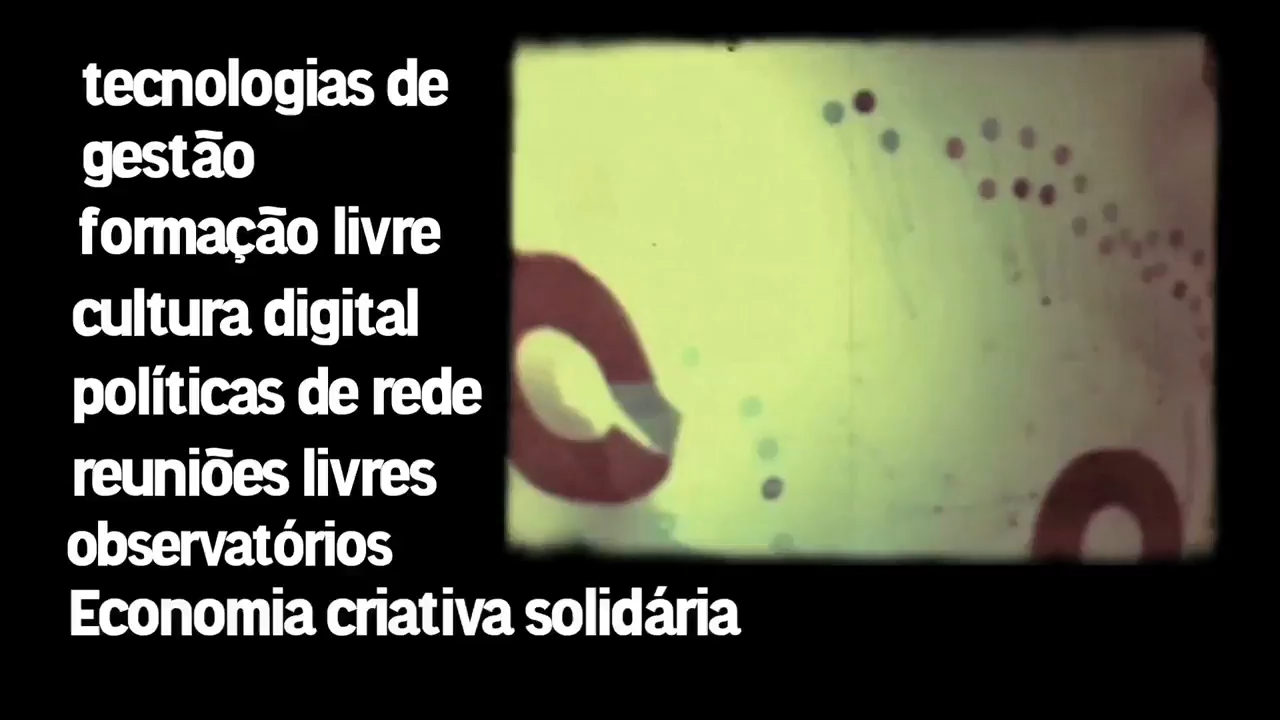 tecnologias de
gestão
formação livre
cultura digital
políticas de rede
reuniões livres
observatórios
Economia criativa solidária